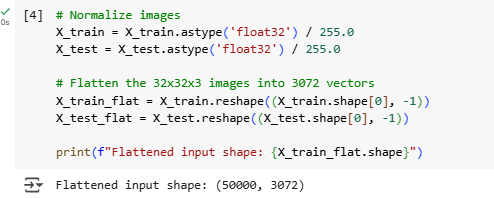 [4] # Normalize images
0s X_train = X_train.astype('float32') / 255.0
X_test = X_test.astype('float32') / 255.0
# Flatten the 32x32x3 images into 3072 vectors
X_train_flat = X_train.reshape((X_train.shape[0], -1))
X_test_flat = X_test.reshape((X_test.shape[0], -1))
print(f"Flattened input shape: {X_train_flat.shape}")
Flattened input shape: (50000, 3072)